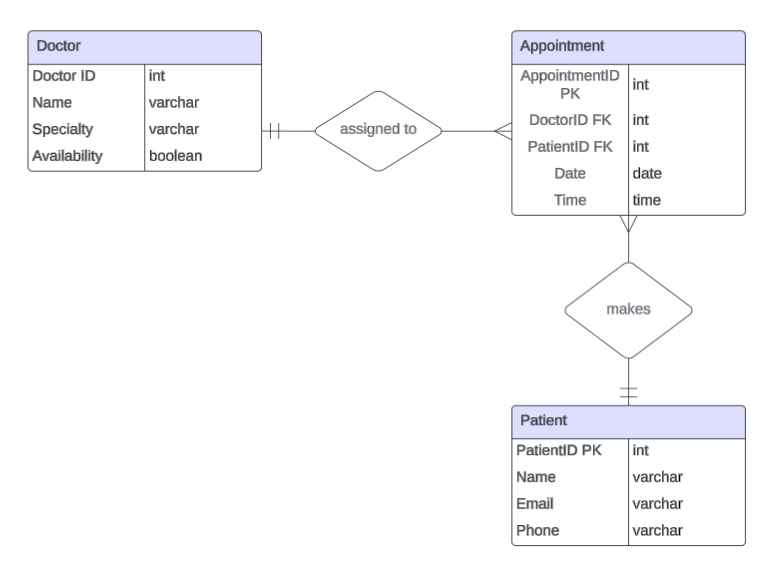 Doctor
Doctor ID int
Name varchar
Specialty varchar
Availability boolean
assigned to
Appointment
AppointmentID
PK
int
DoctorID FK int
PatientID FK int
Date date
Time time
makes
Patient
PatientID PK int
Name varchar
Email varchar
Phone varchar